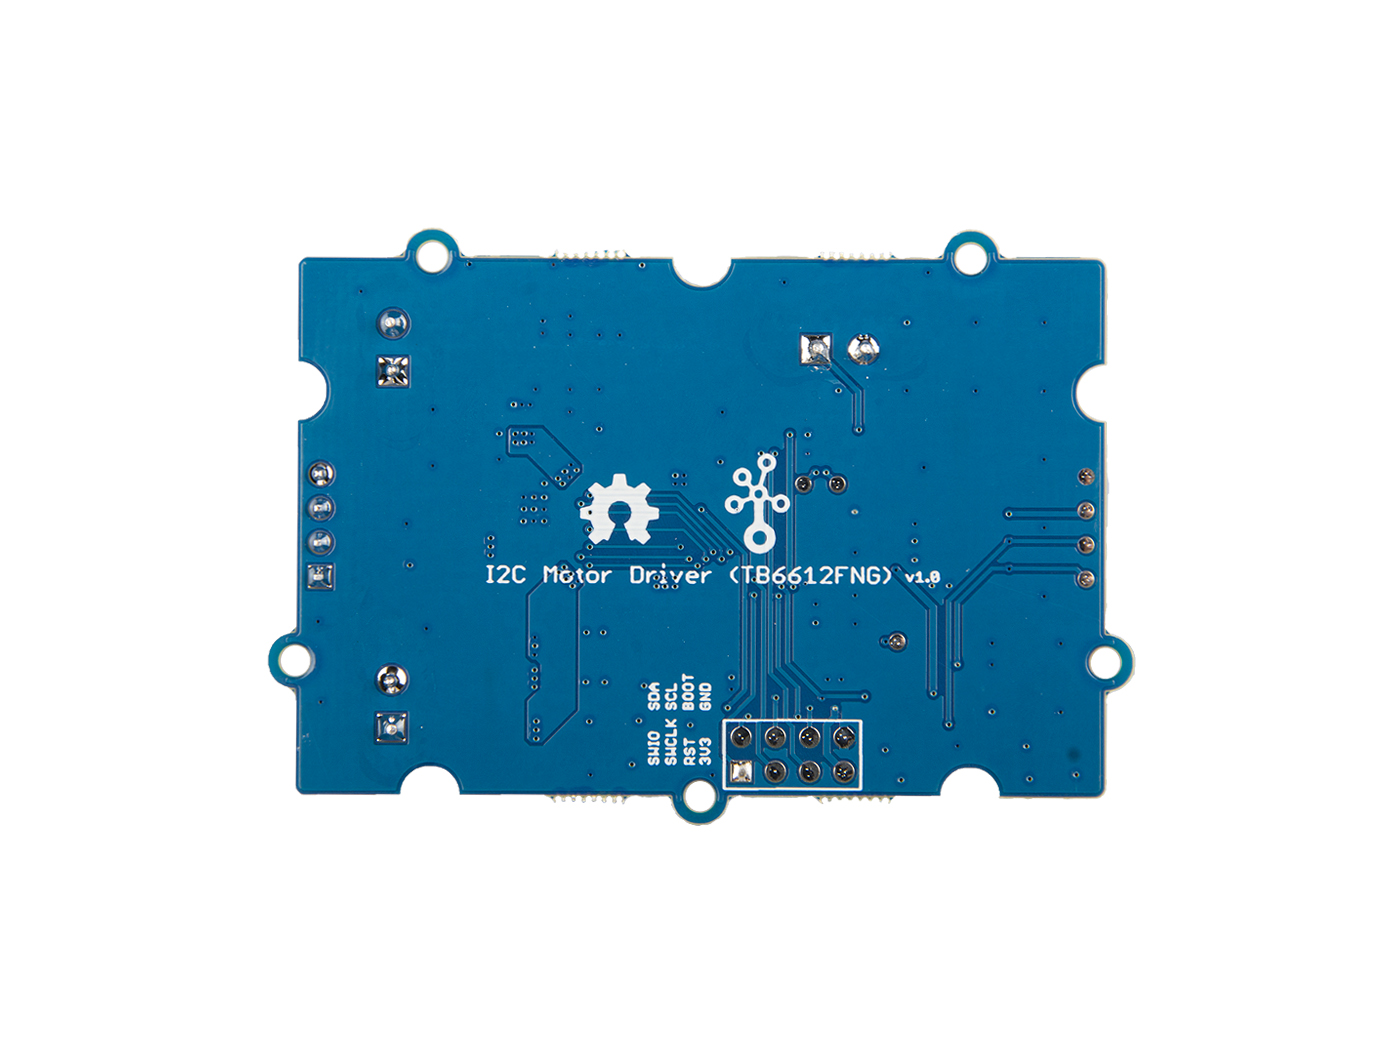 I2C Motor Driver (TB6612FNG) v1.0
SWIO SDA
SWCLK SCL
RST BOOT
3V3 GND